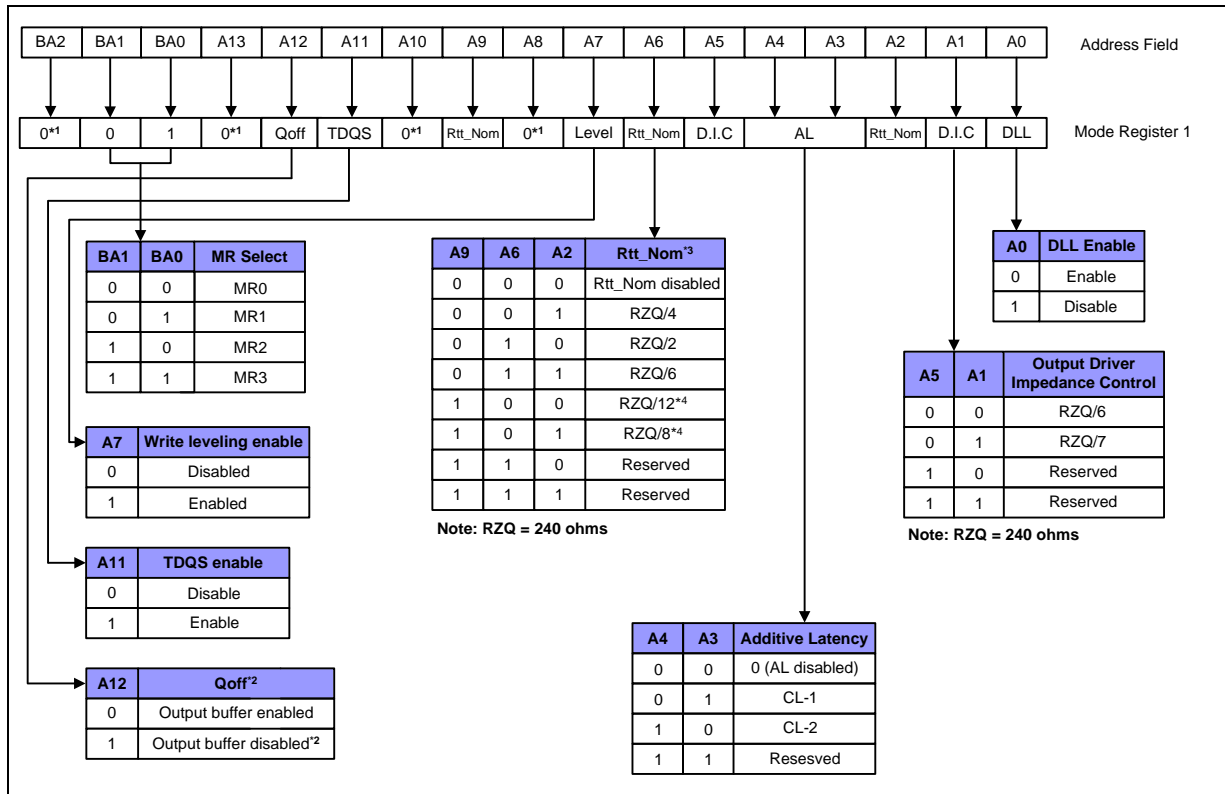 BA2 BA1 BA0 A13 A12 A11 A10 A9 A8 A7 A6 A5 A4 A3 A2 A1 A0 Address Field
0*1 0 1 0*1 Qoff TDQS 0*1 Rtt_Nom 0*1 Level Rtt_Nom D.I.C AL Rtt_Nom D.I.C DLL Mode Register 1
BA1 BA0 MR Select
0 0 MR0
0 1 MR1
1 0 MR2
1 1 MR3
A7 Write leveling enable
0 Disabled
1 Enabled
A11 TDQS enable
0 Disable
1 Enable
A12 Qoff*2
0 Output buffer enabled
1 Output buffer disabled*2
A9 A6 A2 Rtt_Nom*3
0 0 0 Rtt_Nom disabled
0 0 1 RZQ/4
0 1 0 RZQ/2
0 1 1 RZQ/6
1 0 0 RZQ/12*4
1 0 1 RZQ/8*4
1 1 0 Reserved
1 1 1 Reserved
Note: RZQ = 240 ohms
A4 A3 Additive Latency
0 0 0 (AL disabled)
0 1 CL-1
1 0 CL-2
1 1 Resesved
A0 DLL Enable
0 Enable
1 Disable
A5 A1 Output Driver
Impedance Control
0 0 RZQ/6
0 1 RZQ/7
1 0 Reserved
1 1 Reserved
Note: RZQ = 240 ohms